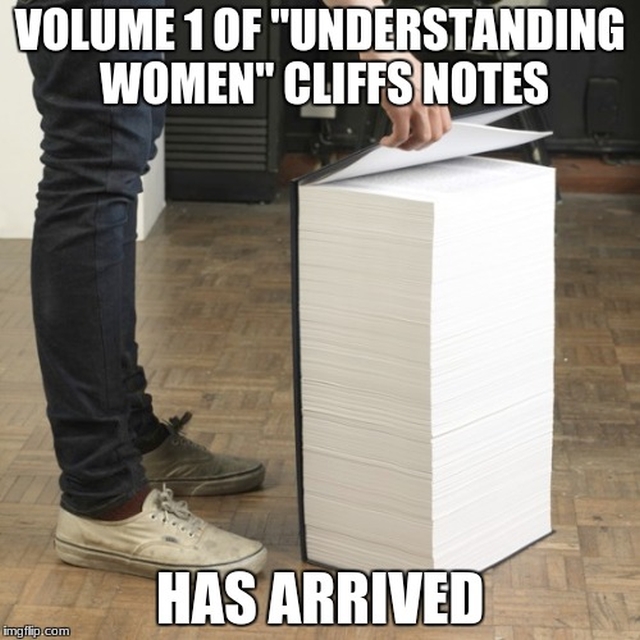 VOLUME 1 OF "UNDERSTANDING
WOMEN" CLIFFS NOTES
HAS ARRIVED
imgflip.com